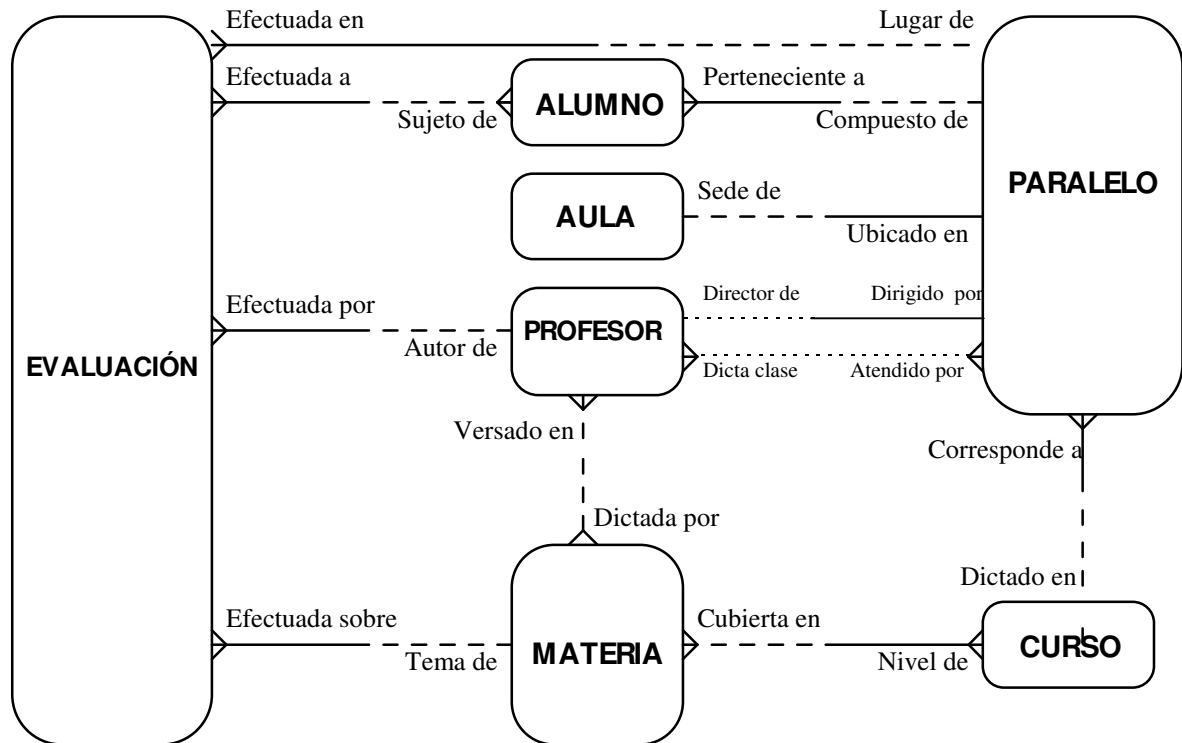 Efectuada en
Lugar de
Efectuada a
Perteneciente a
Sujeto de
ALUMNO
Compuesto de
PARALELO
AULA
Sede de
Ubicado en
Efectuada por
Director de
Dirigido por
PROFESOR
Autor de
EVALUACIÓN
Dicta clase
Atendido por
Versado en
Corresponde a
Dictada por
Dictado en
Efectuada sobre
Cubierta en
Tema de
MATERIA
Nivel de
CURSO